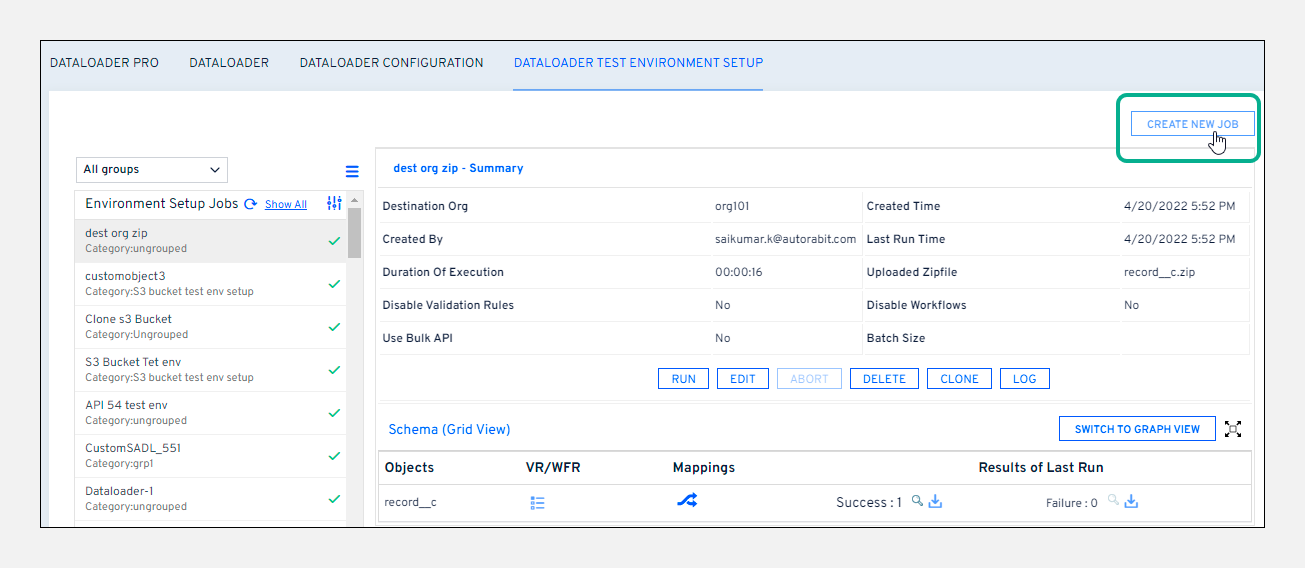 DATALOADER PRO DATALOADER DATALOADER CONFIGURATION DATALOADER TEST ENVIRONMENT SETUP
CREATE NEW JOB
All groups
Environment Setup Jobs Show All
dest org zip
Category:ungrouped
customobject3
Category:S3 bucket test env setup
Clone s3 Bucket
Category:Ungrouped
S3 Bucket Tet env
Category:S3 bucket test env setup
API 54 test env
Category:ungrouped
CustomSADL_551
Category:grp1
Dataloader-1
Category:ungrouped
dest org zip - Summary
Destination Org org101 Created Time 4/20/2022 5:52 PM
Created By saikumar.k@autorabit.com Last Run Time 4/20/2022 5:52 PM
Duration Of Execution 00:00:16 Uploaded Zipfile record__c.zip
Disable Validation Rules No Disable Workflows No
Use Bulk API No Batch Size
RUN EDIT ABORT DELETE CLONE LOG
Schema (Grid View) SWITCH TO GRAPH VIEW
Objects VR/WFR Mappings Results of Last Run
record__c Success : 1 Failure : 0